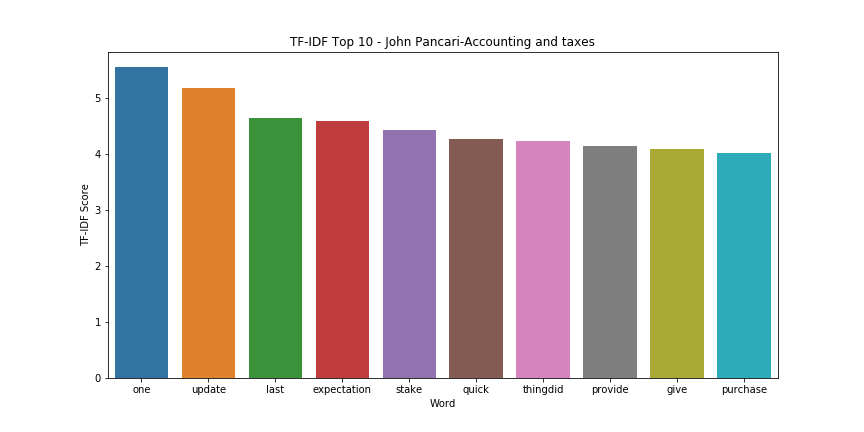 TF-IDF Top 10 - John Pancari-Accounting and taxes
TF-IDF Score
5
4
3
2
1
0
one update last expectation stake quick thingdid provide give purchase
Word